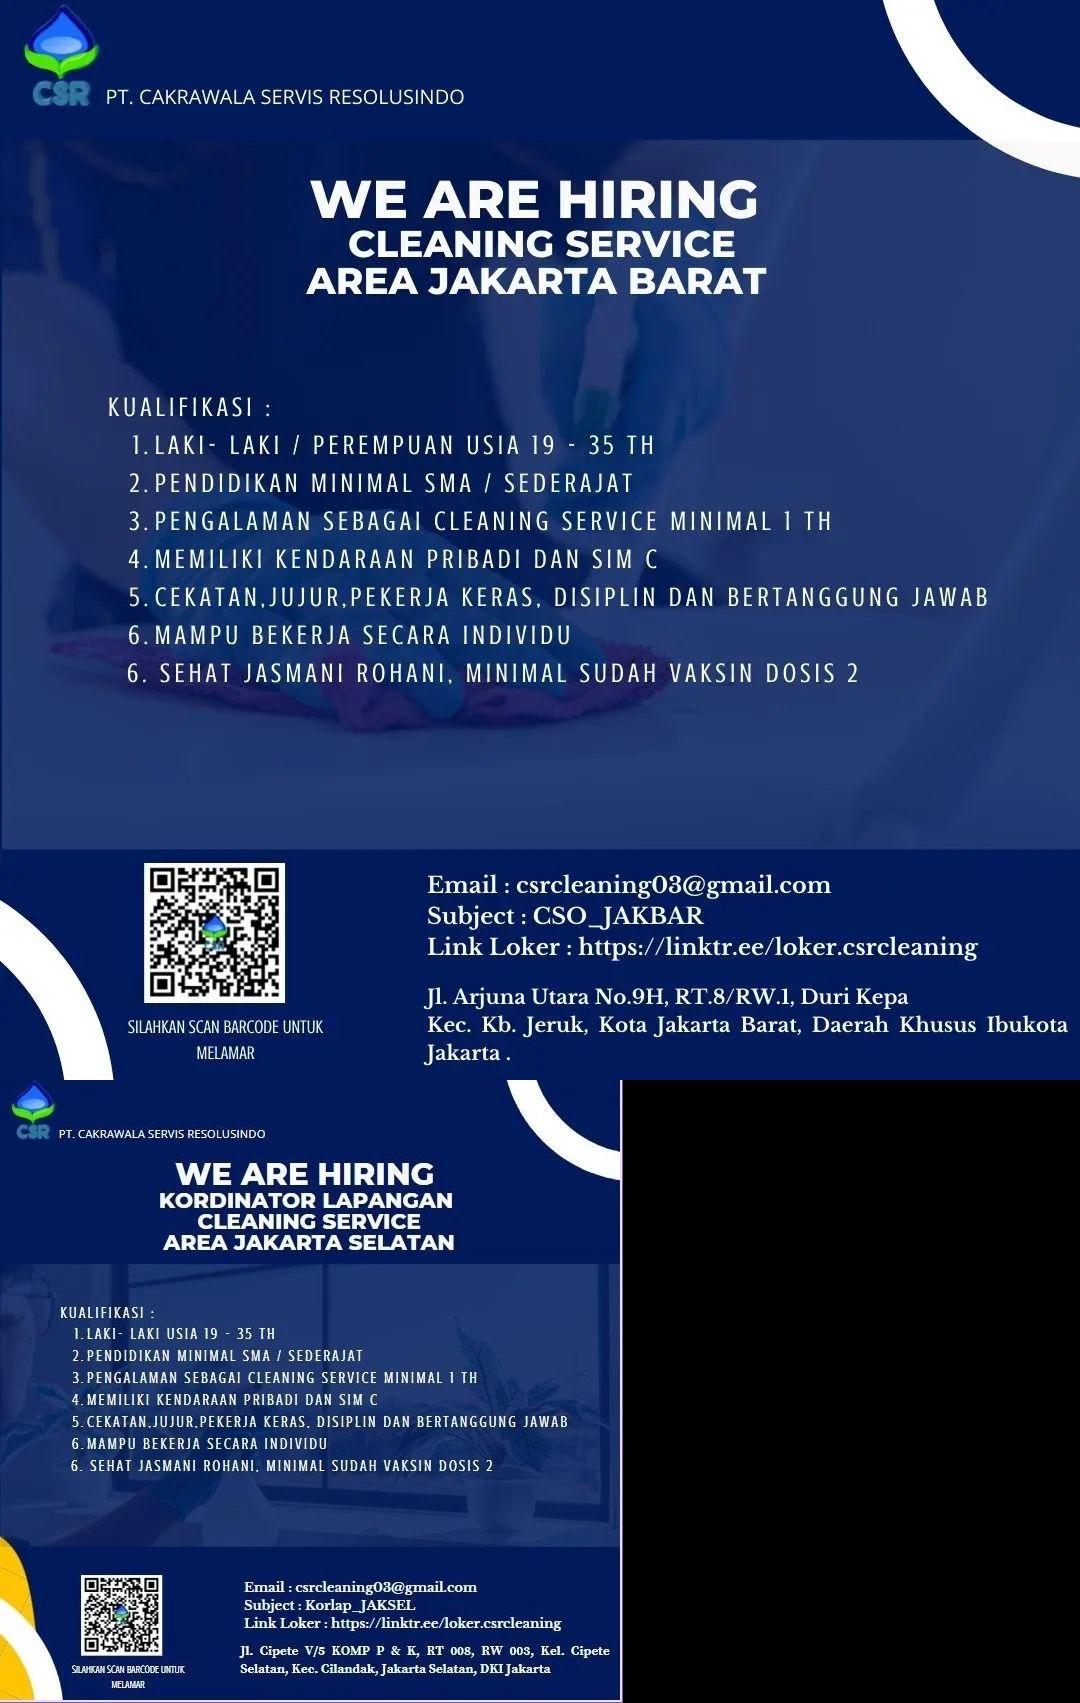 CSR PT. CAKRAWALA SERVIS RESOLUSINDO
WE ARE HIRING
CLEANING SERVICE
AREA JAKARTA BARAT
KUALIFIKASI :
1. LAKI- LAKI / PEREMPUAN USIA 19 - 35 TH
2. PENDIDIKAN MINIMAL SMA / SEDERAJAT
3. PENGALAMAN SEBAGAI CLEANING SERVICE MINIMAL 1 TH
4. MEMILIKI KENDARAAN PRIBADI DAN SIM C
5. CEKATAN,JUJUR,PEKERJA KERAS, DISIPLIN DAN BERTANGGUNG JAWAB
6. MAMPU BEKERJA SECARA INDIVIDU
6. SEHAT JASMANI ROHANI, MINIMAL SUDAH VAKSIN DOSIS 2
SILAHKAN SCAN BARCODE UNTUK
MELAMAR
Email : csrcleaning03@gmail.com
Subject : CSO_JAKBAR
Link Loker : https://linktr.ee/loker.csrcleaning
Jl. Arjuna Utara No.9H, RT.8/RW.1, Duri Kepa
Kec. Kb. Jeruk, Kota Jakarta Barat, Daerah Khusus Ibukota
Jakarta .
CSR PT. CAKRAWALA SERVIS RESOLUSINDO
WE ARE HIRING
KORDINATOR LAPANGAN
CLEANING SERVICE
AREA JAKARTA SELATAN
KUALIFIKASI :
1. LAKI- LAKI USIA 19 - 35 TH
2. PENDIDIKAN MINIMAL SMA / SEDERAJAT
3. PENGALAMAN SEBAGAI CLEANING SERVICE MINIMAL 1 TH
4. MEMILIKI KENDARAAN PRIBADI DAN SIM C
5. CEKATAN,JUJUR,PEKERJA KERAS, DISIPLIN DAN BERTANGGUNG JAWAB
6. MAMPU BEKERJA SECARA INDIVIDU
6. SEHAT JASMANI ROHANI, MINIMAL SUDAH VAKSIN DOSIS 2
SILAHKAN SCAN BARCODE UNTUK
MELAMAR
Email : csrcleaning03@gmail.com
Subject : Korlap_JAKSEL
Link Loker : https://linktr.ee/loker.csrcleaning
Jl. Cipete V/5 KOMP P & K, RT 008, RW 003, Kel. Cipete
Selatan, Kec. Cilandak, Jakarta Selatan, DKI Jakarta